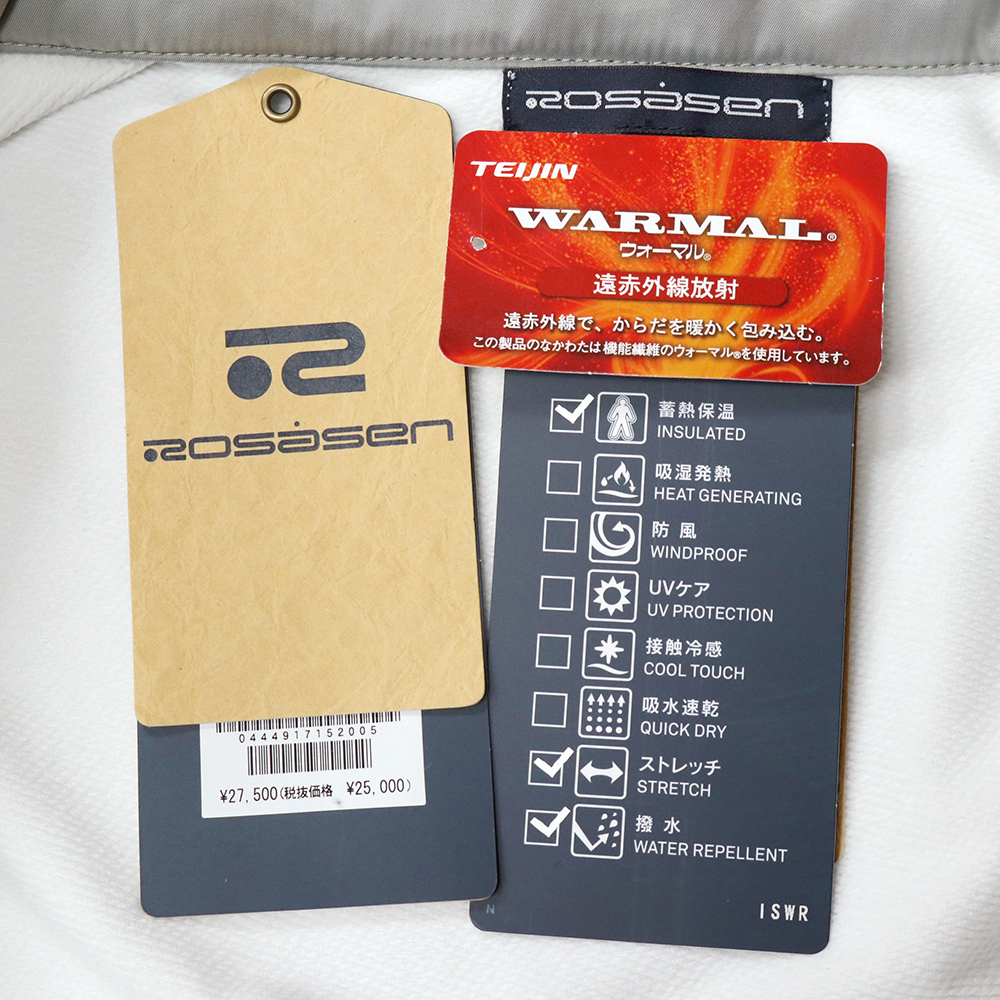 ROSASEN
0444917152005
¥27,500(税抜価格 ¥25,000)
ROSASEN
TEIJIN
WARMAL®
ウォーマル®
遠赤外線放射
遠赤外線で、からだを暖かく包み込む。
この製品のなかわたは機能繊維のウォーマル®を使用しています。
蓄熱保温
INSULATED
吸湿発熱
HEAT GENERATING
防風
WINDPROOF
UVケア
UV PROTECTION
接触冷感
COOL TOUCH
吸水速乾
QUICK DRY
ストレッチ
STRETCH
撥水
WATER REPELLENT
N
ISWR